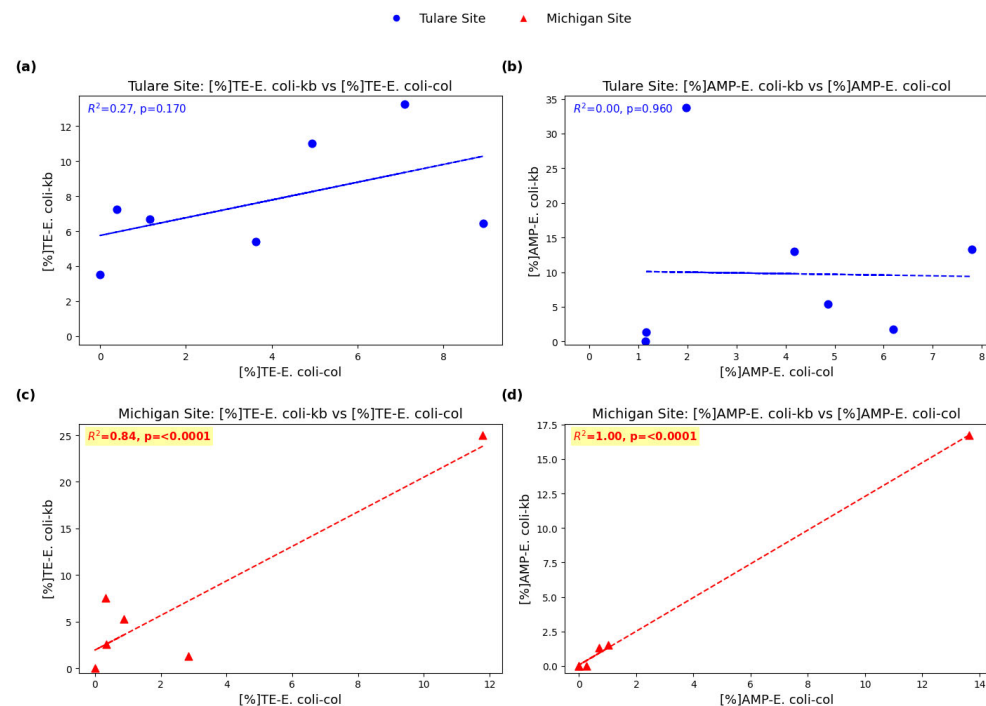 Tulare Site Michigan Site
(a)
Tulare Site: [%]TE-E. coli-kb vs [%]TE-E. coli-col
R²=0.27, p=0.170
[%]TE-E. coli-kb
12
10
8
6
4
2
0
0 2 4 6 8
[%]TE-E. coli-col
(b)
Tulare Site: [%]AMP-E. coli-kb vs [%]AMP-E. coli-col
R²=0.00, p=0.960
[%]AMP-E. coli-kb
35
30
25
20
15
10
5
0
0 1 2 3 4 5 6 7 8
[%]AMP-E. coli-col
(c)
Michigan Site: [%]TE-E. coli-kb vs [%]TE-E. coli-col
R²=0.84, p=<0.0001
[%]TE-E. coli-kb
25
20
15
10
5
0
0 2 4 6 8 10 12
[%]TE-E. coli-col
(d)
Michigan Site: [%]AMP-E. coli-kb vs [%]AMP-E. coli-col
R²=1.00, p=<0.0001
[%]AMP-E. coli-kb
17.5
15.0
12.5
10.0
7.5
5.0
2.5
0.0
0 2 4 6 8 10 12 14
[%]AMP-E. coli-col